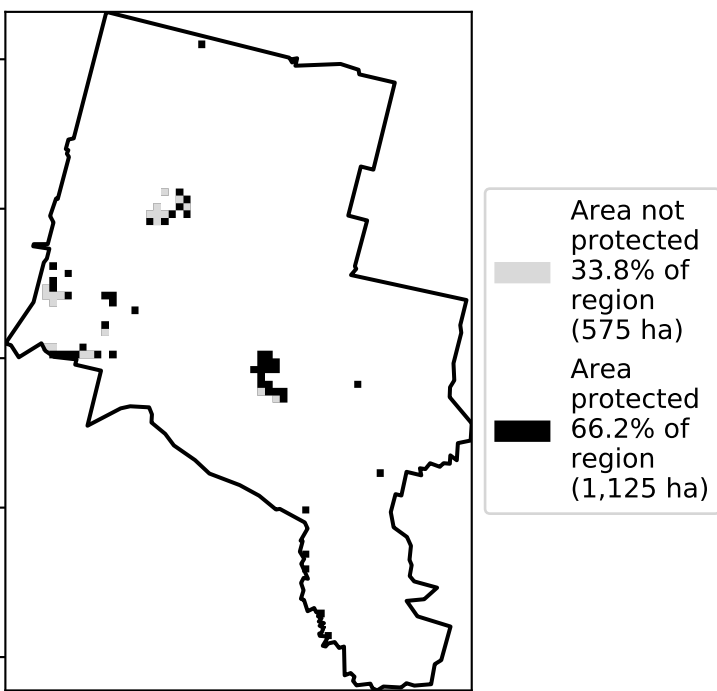 Area not
protected
33.8% of
region
(575 ha)
Area
protected
66.2% of
region
(1,125 ha)